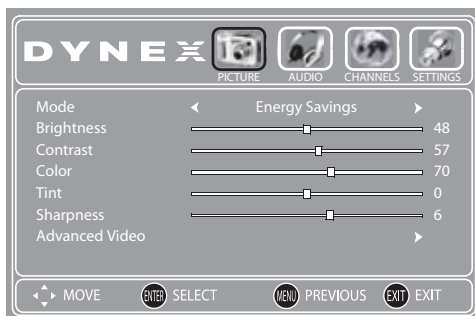 DYNEX
PICTURE AUDIO CHANNELS SETTINGS
Mode Energy Savings
Brightness 48
Contrast 57
Color 70
Tint 0
Sharpness 6
Advanced Video
MOVE ENTER SELECT MENU PREVIOUS EXIT EXIT